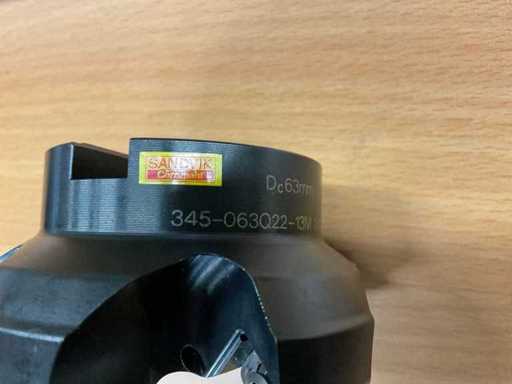 SANDVIK
Coromant
Dc63mm
345-063Q22-13M